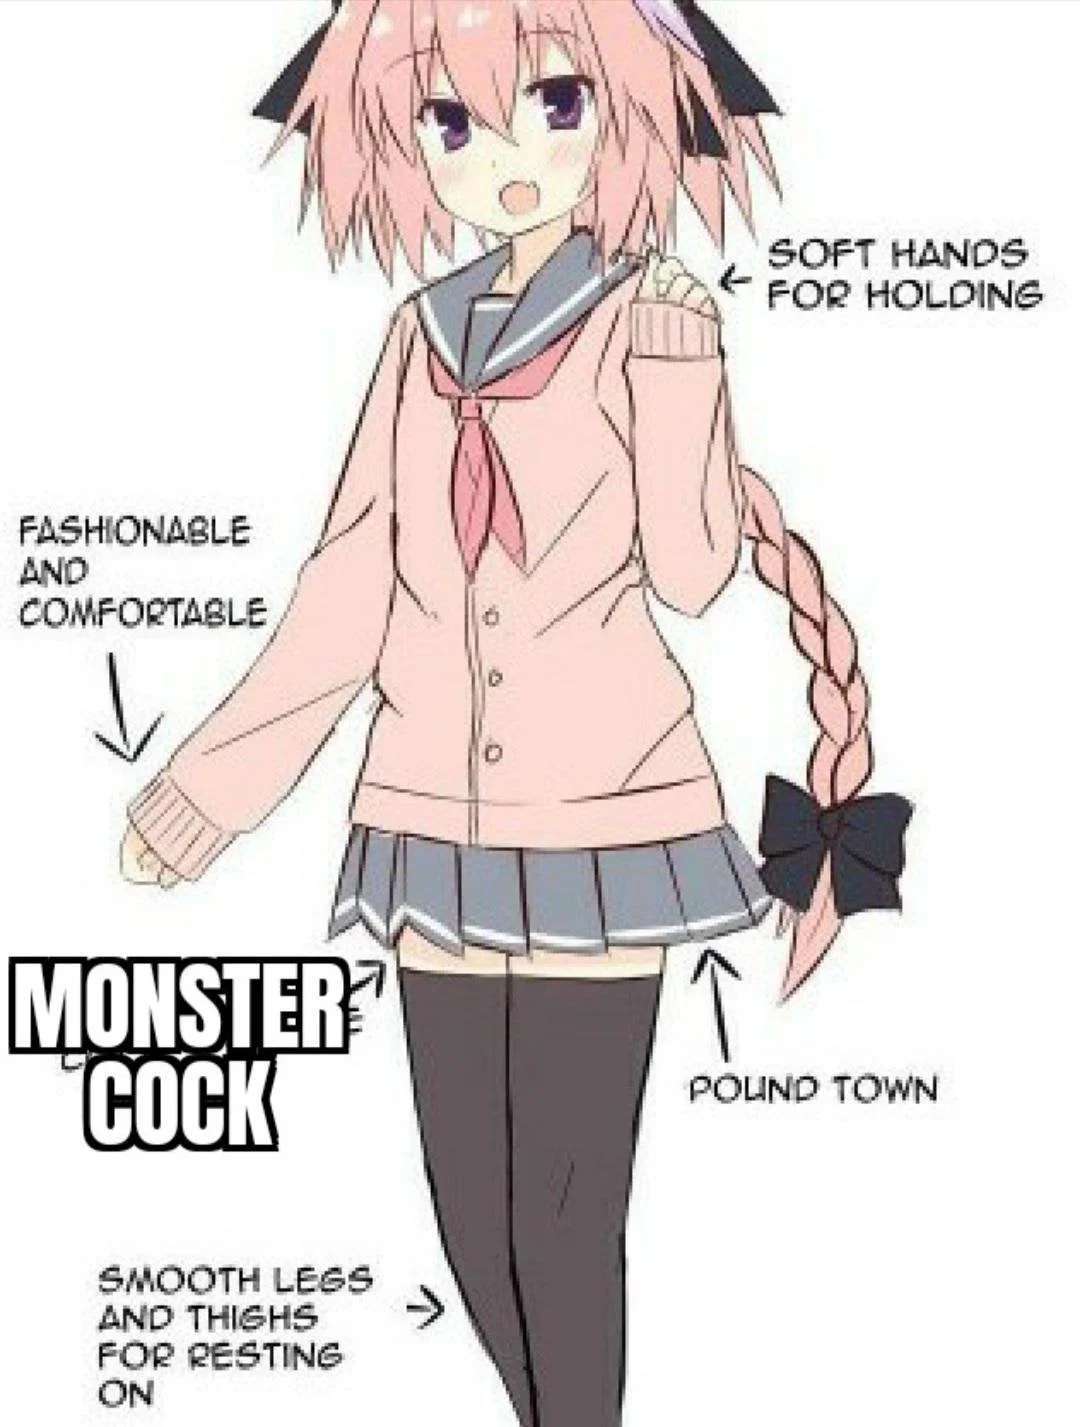 SOFT HANDS
FOR HOLDING
FASHIONABLE
AND
COMFORTABLE
MONSTER
COCK
POUND TOWN
SMOOTH LEGS
AND THIGHS
FOR RESTING
ON